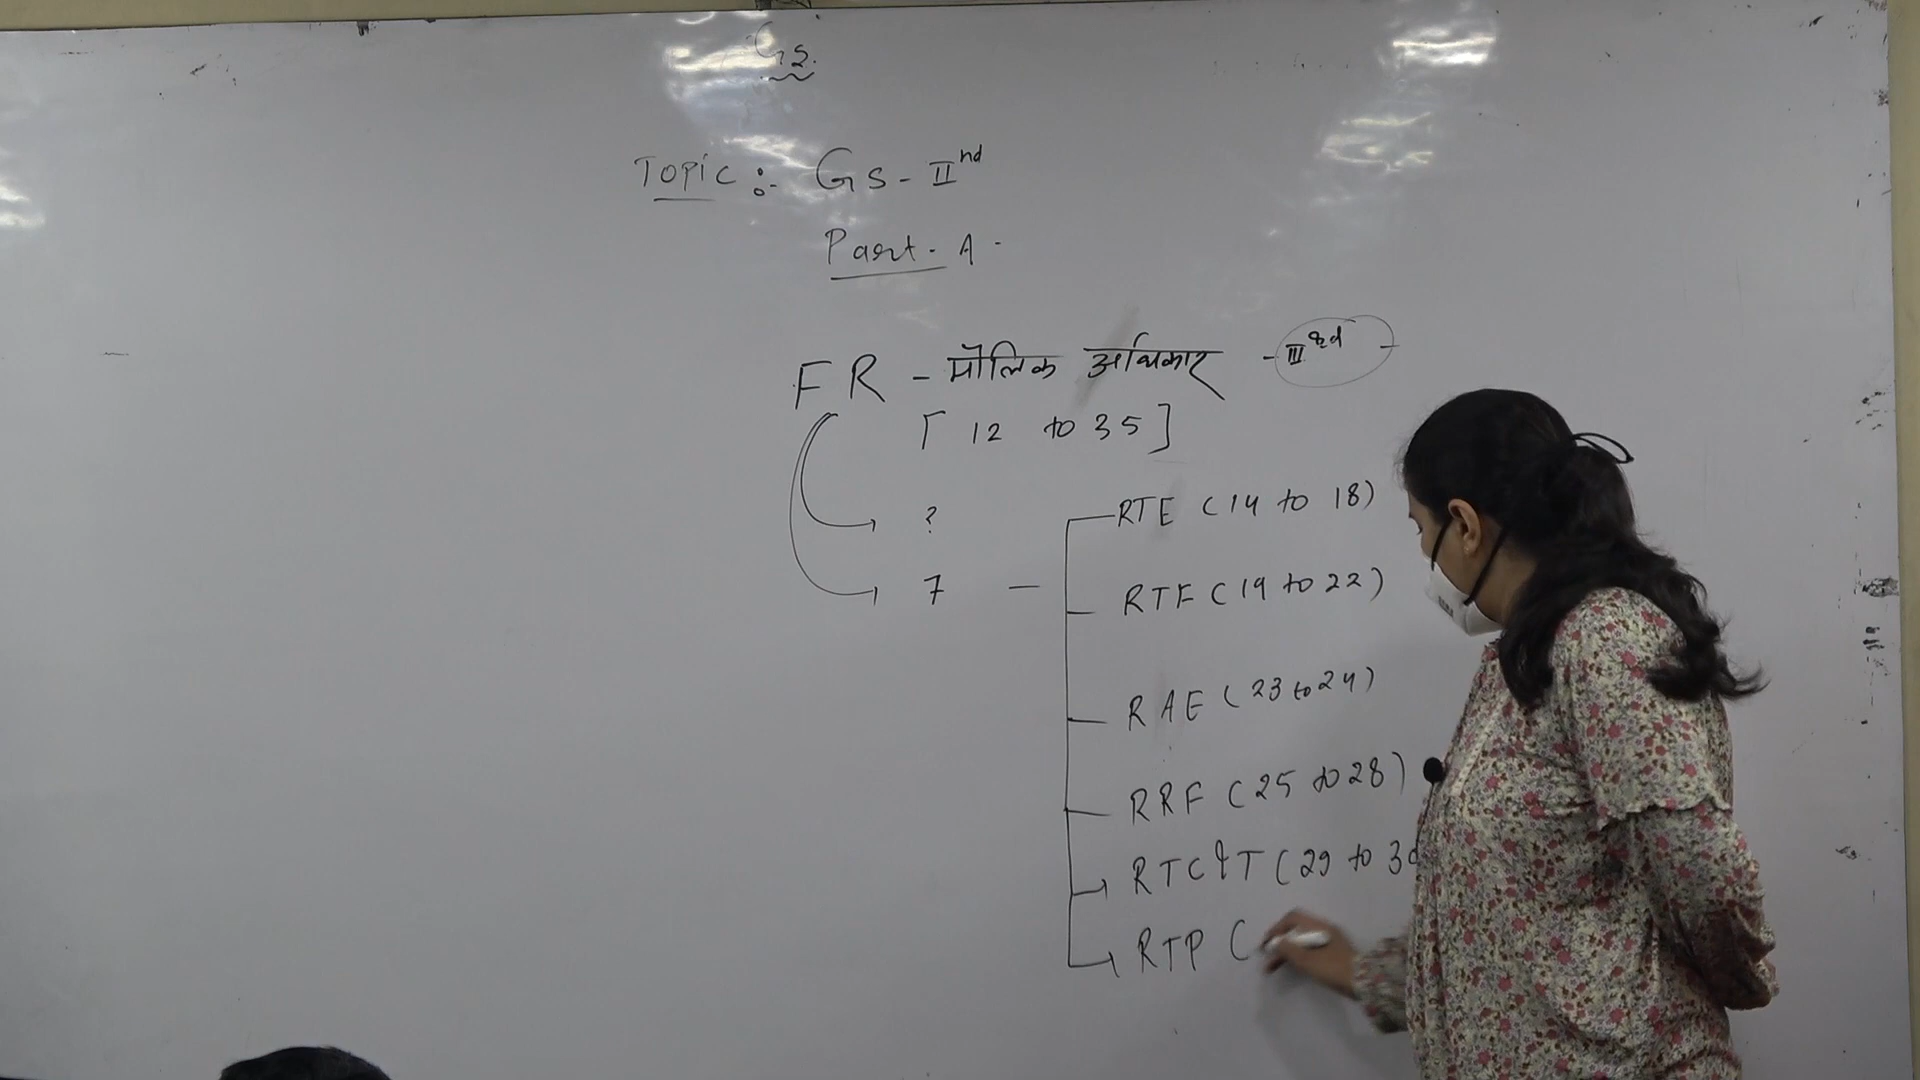 GS.
Topic :- GS - II nd
Part - A -
FR - मौलिक अधिकार - III rd -
[ 12 to 35 ]
?
7 -
RTE ( 14 to 18 )
RTF ( 19 to 22 )
RAE ( 23 to 24 )
RRF ( 25 to 28 )
RTC & T ( 29 to 30
RTP (